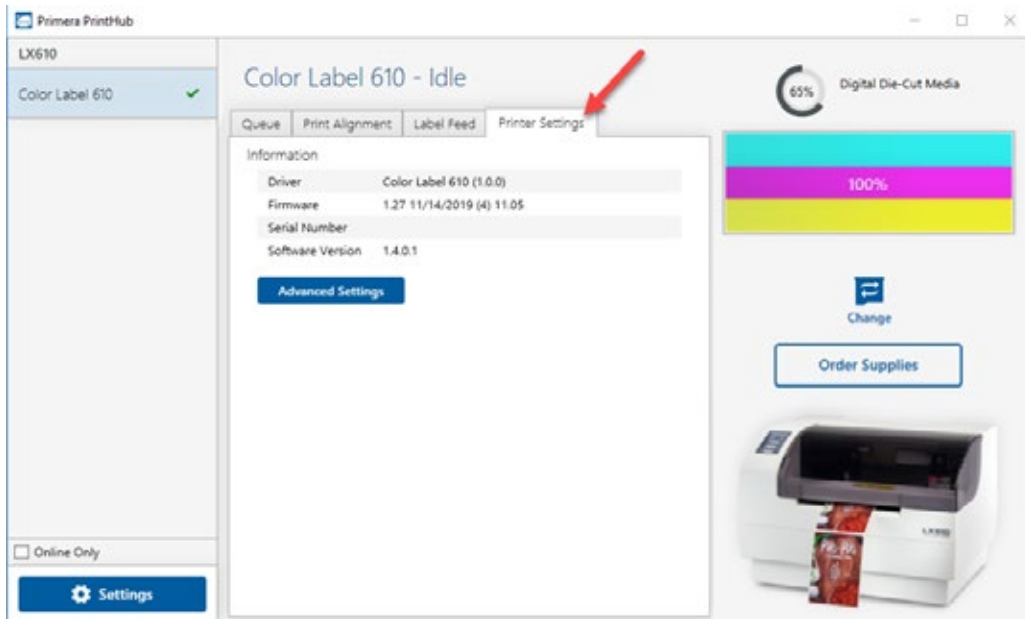 Primera PrintHub
LX610
Color Label 610
Online Only
Settings
Color Label 610 - Idle
Queue Print Alignment Label Feed Printer Settings
Information
Driver Color Label 610 (1.0.0)
Firmware 1.27 11/14/2019 (4) 11.05
Serial Number
Software Version 1.4.0.1
Advanced Settings
65% Digital Die-Cut Media
100%
Change
Order Supplies
LX610